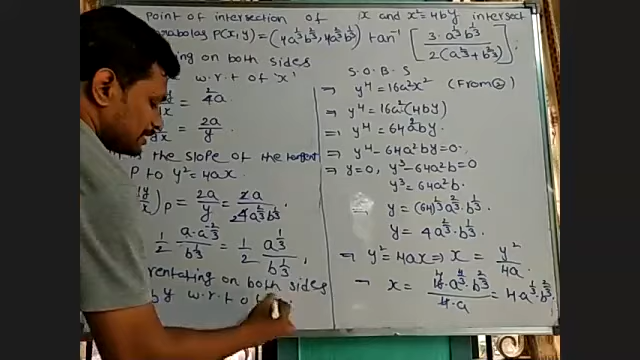 point of intersection of
x and x² = 4by intersect
rabolas P(x,y) = (4a^{1/3}b^{2/3}, 4a^{2/3}b^{1/3})
tan⁻¹ [ 3·a^{1/3}b^{1/3} / 2(a^{2/3}+b^{2/3}) ].
ing on both sides
w.r.t of 'x'
= 4a
dx
= 2a/y.
the slope of the tangent
P to y² = 4ax
)P = 2a/y = 2a / 24a^{2/3}b^{1/3}
1/2 a·a^{-2/3} / b^{1/3} = 1/2 a^{1/3} / b^{1/3},
rentiating on both sides
by w.r.t of
S.O.B.S
⇒ y⁴ = 16a²x² (From ②)
⇒ y⁴ = 16a²(4by)
⇒ y⁴ = 64a²by.
⇒ y⁴ − 64a²by = 0.
⇒ y = 0, y³ − 64a²b = 0
y³ = 64a²b.
y = (64)^{1/3} a^{2/3}·b^{1/3}.
y = 4a^{2/3}b^{1/3}.
⇒ y² = 4ax ⇒ x = y²/4a.
x = 16·a^{4/3}·b^{2/3} / 4·a = 4a^{1/3}·b^{2/3}.